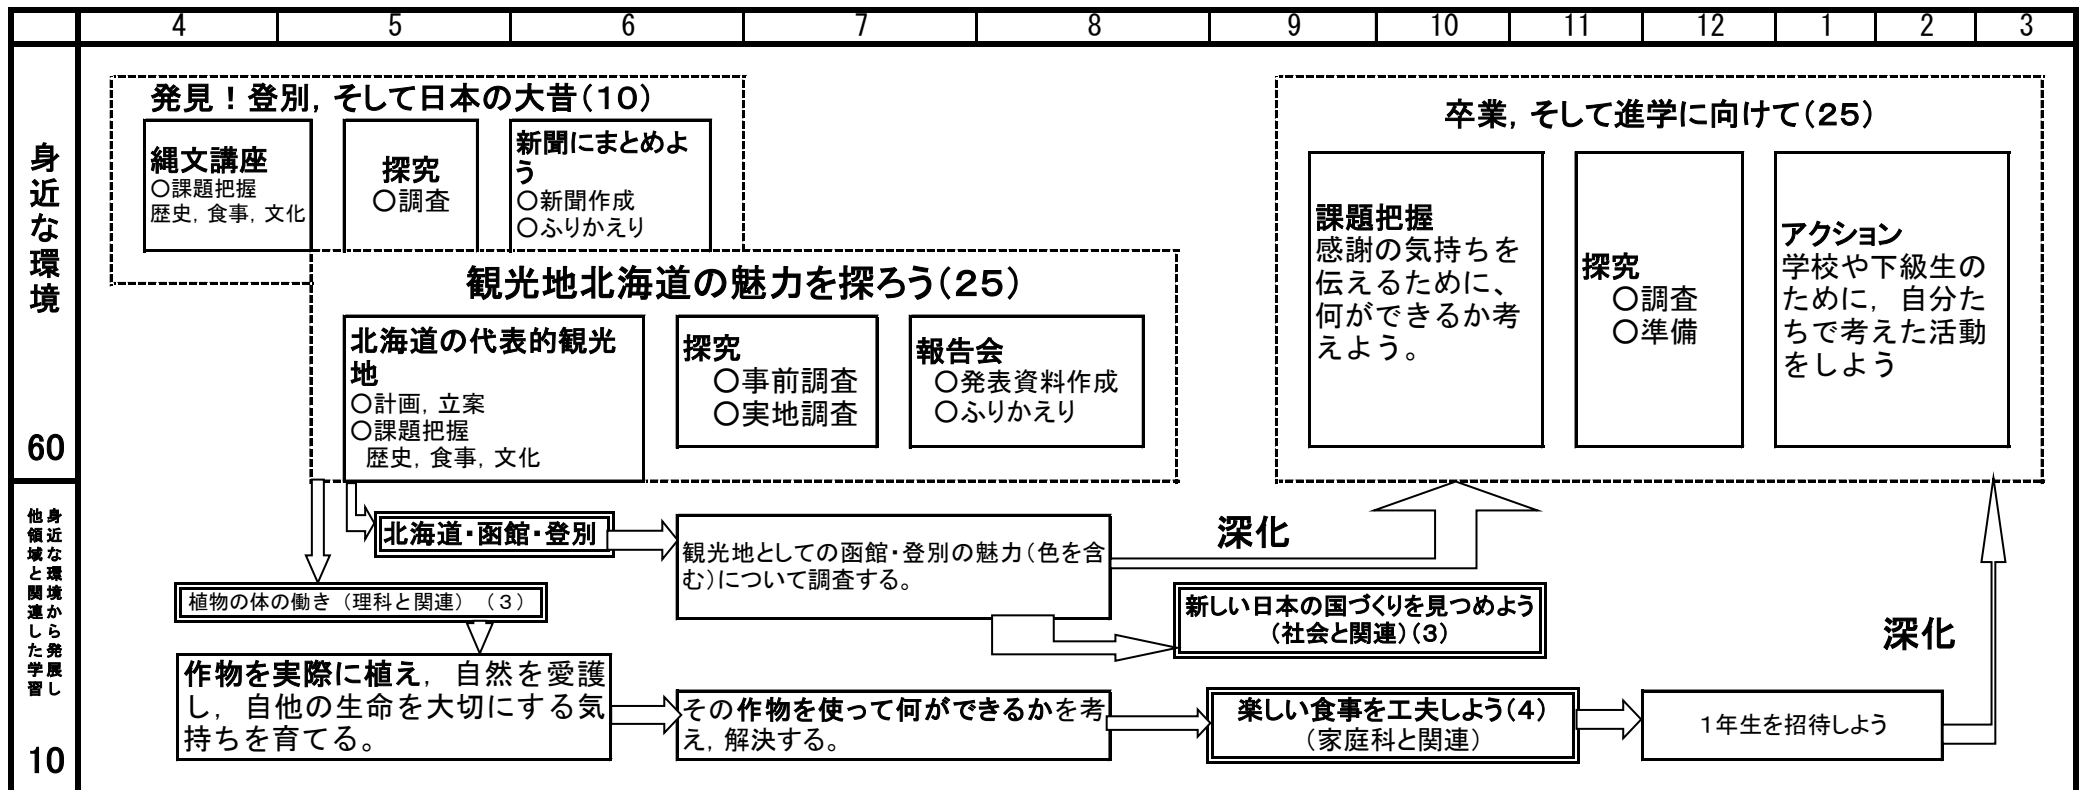 4 5 6 7 8 9 10 11 12 1 2 3
身近な環境
60
発見！登別，そして日本の大昔(10)
縄文講座
○課題把握
歴史，食事，文化
探究
○調査
新聞にまとめよ
う
○新聞作成
○ふりかえり
観光地北海道の魅力を探ろう(25)
北海道の代表的観光
地
○計画，立案
○課題把握
歴史，食事，文化
探究
○事前調査
○実地調査
報告会
○発表資料作成
○ふりかえり
卒業，そして進学に向けて(25)
課題把握
感謝の気持ちを
伝えるために、
何ができるか考
えよう。
探究
○調査
○準備
アクション
学校や下級生の
ために，自分た
ちで考えた活動
をしよう
身近な環境から発展し
他領域と関連した学習
10
北海道・函館・登別
観光地としての函館・登別の魅力(色を含
む)について調査する。
深化
植物の体の働き（理科と関連）（３）
新しい日本の国づくりを見つめよう
(社会と関連)(3)
深化
作物を実際に植え，自然を愛護
し，自他の生命を大切にする気
持ちを育てる。
その作物を使って何ができるかを考
え，解決する。
楽しい食事を工夫しよう(4)
（家庭科と関連）
１年生を招待しよう